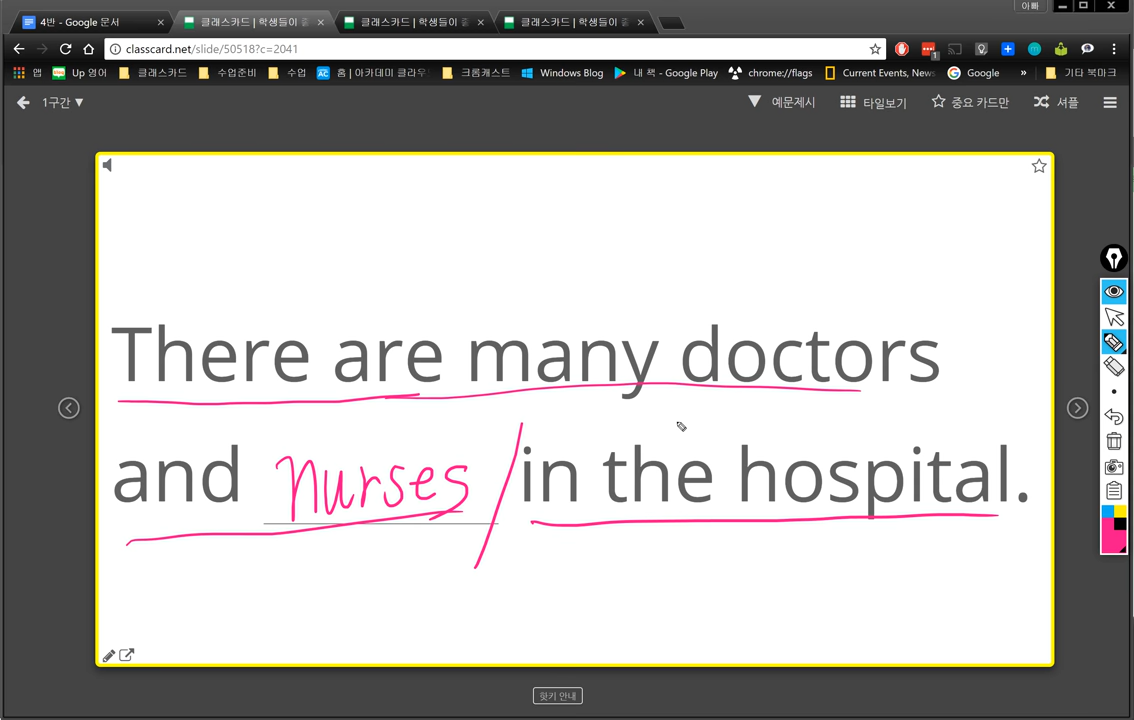 아빠
4반 - Google 문서
클래스카드 | 학생들이 좋
클래스카드 | 학생들이 좋
클래스카드 | 학생들이 좋
classcard.net/slide/50518?c=2041
1
앱
Up 영어
클래스카드
수업준비
수업
AC 홈 | 아카데미 클라우
크롬캐스트
Windows Blog
내 책 - Google Play
chrome://flags
Current Events, News
Google
»
기타 북마크
1구간 ▼
예문제시
타일보기
중요 카드만
셔플
There are many doctors
and nurses / in the hospital.
핫키 안내